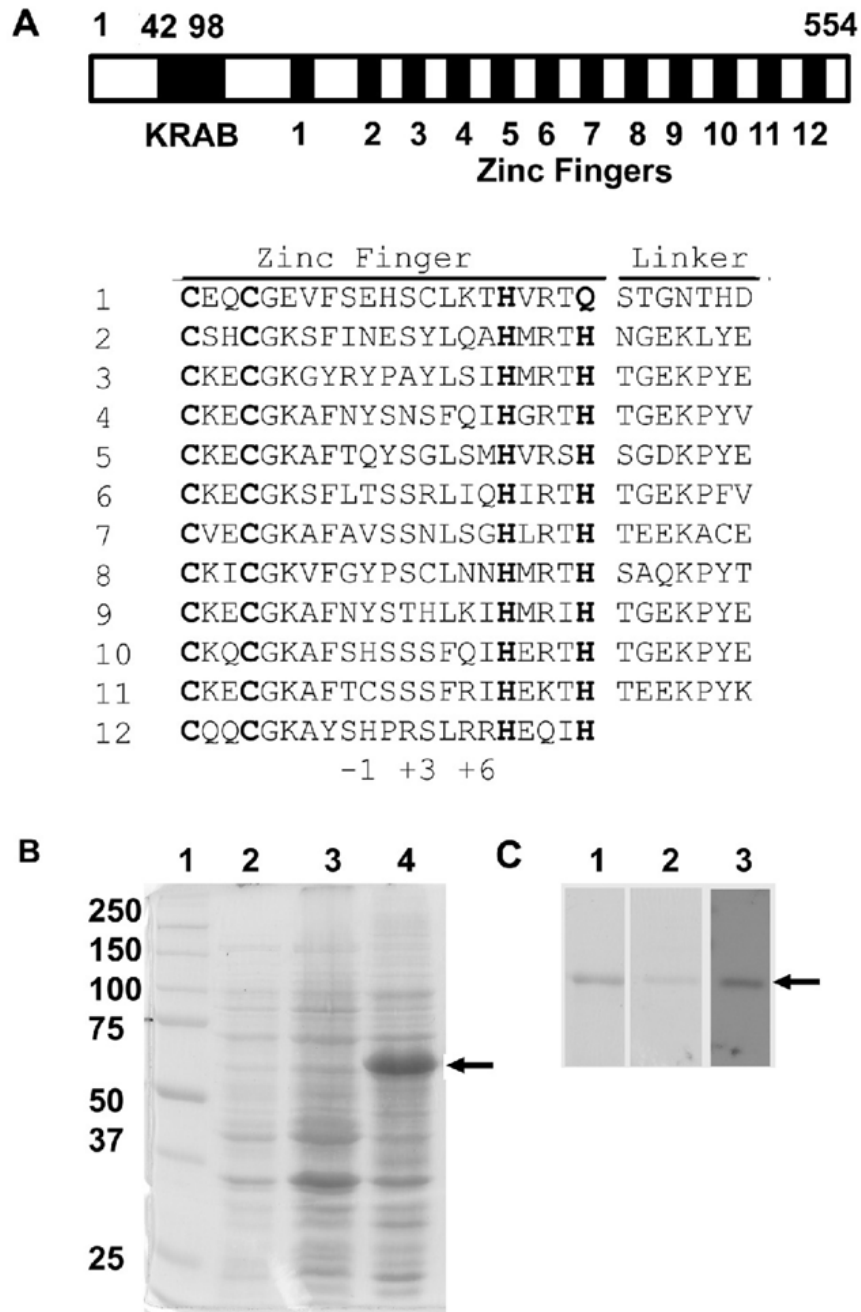 A 1 42 98 554
KRAB 1 2 3 4 5 6 7 8 9 10 11 12
Zinc Fingers
Zinc Finger Linker
1 CEQCGEVFSEHSCLKTHVRTQ STGNTHD
2 CSHCGKSFINESYLQAHMRTH NGEKLYE
3 CKECGKGYRYPAYLSIHMRTH TGEKPYE
4 CKECGKAFNYSNSFQIHGRTH TGEKPYV
5 CKECGKAFTQYSGLSMHVRSH SGDKPYE
6 CKECGKSFLTSSRLIQHIRTH TGEKPFV
7 CVECGKAFAVSSNLSGHLRTH TEEKACE
8 CKICGKVFGYPSCLNNHMRTH SAQKPYT
9 CKECGKAFNYSTHLKIHMRIH TGEKPYE
10 CKQCGKAFSHSSSFQIHERTH TGEKPYE
11 CKECGKAFTCSSSFRIHEKTH TEEKPYK
12 CQQCGKAYSHPRSLRRHEQIH
-1 +3 +6
B 1 2 3 4 C 1 2 3
250
150
100
75
50
37
25